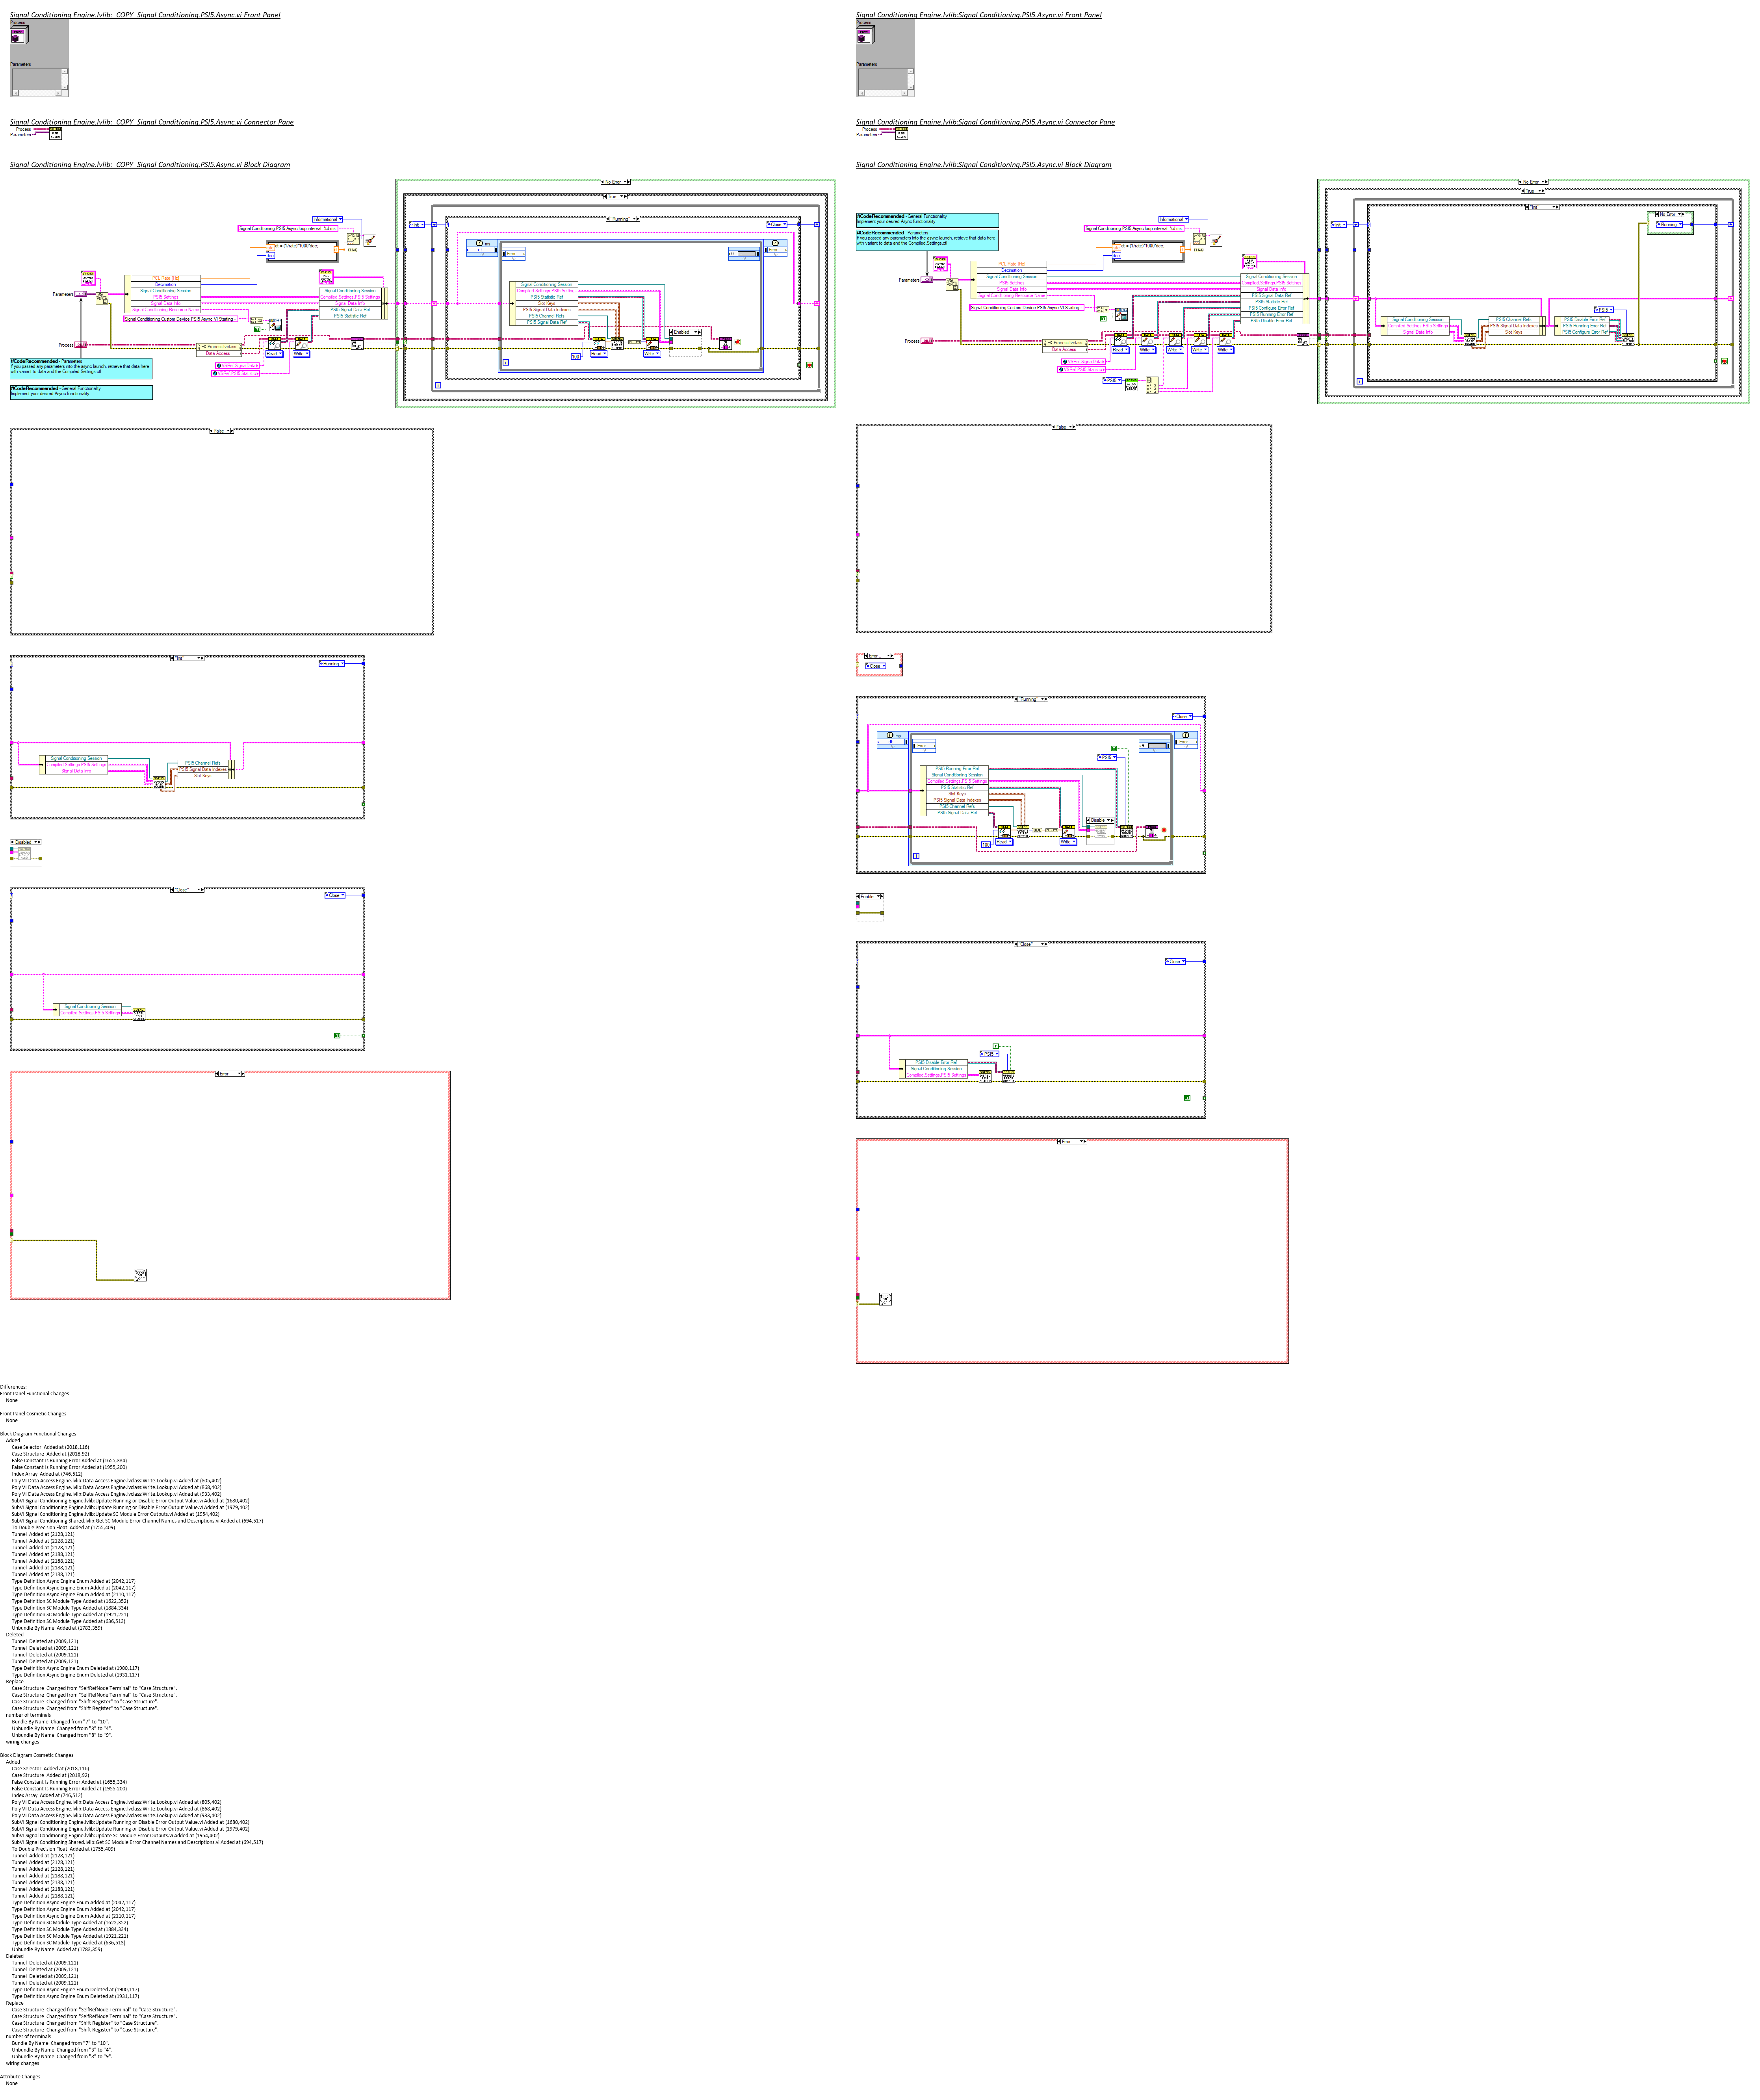 Signal Conditioning Engine.lvlib:  COPY  Signal Conditioning.PSI5.Async.vi Front Panel
Process
Parameters
Signal Conditioning Engine.lvlib:  COPY  Signal Conditioning.PSI5.Async.vi Connector Pane
Process
Parameters
Signal Conditioning Engine.lvlib:  COPY  Signal Conditioning.PSI5.Async.vi Block Diagram
No Error
True
"Running"
Informational
Signal Conditioning PSI5 Async loop interval: %d ms
Init
Close
dt = (1/rate)*1000*dec;
dec
ms
dt
Error
PCL Rate [Hz]
Decimation
Signal Conditioning Session
PSI5 Settings
Signal Data Info
Signal Conditioning Resource Name
Signal Conditioning Custom Device PSI5 Async VI Starting
Signal Conditioning Session
Compiled Settings.PSI5 Settings
Signal Data Info
PSI5 Signal Data Ref
PSI5 Statistic Ref
Signal Conditioning Session
Compiled Settings.PSI5 Settings
PSI5 Statistic Ref
Slot Keys
PSI5 Signal Data Indexes
PSI5 Channel Refs
PSI5 Signal Data Ref
Parameters
Process
Process.lvclass
Data Access
Read
Write
100
Read
Write
Enabled
#CodeRecommended - Parameters
If you passed any parameters into the async launch, retrieve that data here
with variant to data and the Compiled Settings.ctl
#CodeRecommended - General Functionality
Implement your desired Async functionality
False
"Init"
Running
Signal Conditioning Session
Compiled Settings.PSI5 Settings
Signal Data Info
PSI5 Channel Refs
PSI5 Signal Data Indexes
Slot Keys
Disabled
"Close"
Close
Signal Conditioning Session
Compiled Settings.PSI5 Settings
Error
Signal Conditioning Engine.lvlib:Signal Conditioning.PSI5.Async.vi Front Panel
Process
Parameters
Signal Conditioning Engine.lvlib:Signal Conditioning.PSI5.Async.vi Connector Pane
Process
Parameters
Signal Conditioning Engine.lvlib:Signal Conditioning.PSI5.Async.vi Block Diagram
No Error
True
"Init"
No Error
Running
Init
#CodeRecommended - General Functionality
Implement your desired Async functionality
#CodeRecommended - Parameters
If you passed any parameters into the async launch, retrieve that data here
with variant to data and the Compiled Settings.ctl
Informational
Signal Conditioning PSI5 Async loop interval: %d ms
dt = (1/rate)*1000*dec;
dec
PCL Rate [Hz]
Decimation
Signal Conditioning Session
PSI5 Settings
Signal Data Info
Signal Conditioning Resource Name
Signal Conditioning Custom Device PSI5 Async VI Starting
Signal Conditioning Session
Compiled Settings.PSI5 Settings
Signal Data Info
PSI5 Signal Data Ref
PSI5 Statistic Ref
PSI5 Configure Error Ref
PSI5 Running Error Ref
PSI5 Disable Error Ref
Parameters
Process
Process.lvclass
Data Access
Read
Write
Write
Write
Write
PSI5
Signal Conditioning Session
Compiled Settings.PSI5 Settings
Signal Data Info
PSI5 Channel Refs
PSI5 Signal Data Indexes
Slot Keys
PSI5
PSI5 Disable Error Ref
PSI5 Running Error Ref
PSI5 Configure Error Ref
False
Error
Close
"Running"
Close
ms
dt
Error
PSI5
PSI5 Running Error Ref
Signal Conditioning Session
Compiled Settings.PSI5 Settings
PSI5 Statistic Ref
Slot Keys
PSI5 Signal Data Indexes
PSI5 Channel Refs
PSI5 Signal Data Ref
100
Read
Write
Disable
Enable
"Close"
Close
PSI5
PSI5 Disable Error Ref
Signal Conditioning Session
Compiled Settings.PSI5 Settings
Error
Differences:
Front Panel Functional Changes
None
Front Panel Cosmetic Changes
None
Block Diagram Functional Changes
Added
Case Selector  Added at (2018,116)
Case Structure  Added at (2018,92)
False Constant Is Running Error Added at (1655,334)
False Constant Is Running Error Added at (1955,200)
Index Array  Added at (746,512)
Poly VI Data Access Engine.lvlib:Data Access Engine.lvclass:Write.Lookup.vi Added at (805,402)
Poly VI Data Access Engine.lvlib:Data Access Engine.lvclass:Write.Lookup.vi Added at (868,402)
Poly VI Data Access Engine.lvlib:Data Access Engine.lvclass:Write.Lookup.vi Added at (933,402)
SubVI Signal Conditioning Engine.lvlib:Update Running or Disable Error Output Value.vi Added at (1680,402)
SubVI Signal Conditioning Engine.lvlib:Update Running or Disable Error Output Value.vi Added at (1979,402)
SubVI Signal Conditioning Engine.lvlib:Update SC Module Error Outputs.vi Added at (1954,402)
SubVI Signal Conditioning Shared.lvlib:Get SC Module Error Channel Names and Descriptions.vi Added at (694,517)
To Double Precision Float  Added at (1755,409)
Tunnel  Added at (2128,121)
Tunnel  Added at (2128,121)
Tunnel  Added at (2128,121)
Tunnel  Added at (2188,121)
Tunnel  Added at (2188,121)
Tunnel  Added at (2188,121)
Tunnel  Added at (2188,121)
Type Definition Async Engine Enum Added at (2042,117)
Type Definition Async Engine Enum Added at (2042,117)
Type Definition Async Engine Enum Added at (2110,117)
Type Definition SC Module Type Added at (1622,352)
Type Definition SC Module Type Added at (1884,334)
Type Definition SC Module Type Added at (1921,221)
Type Definition SC Module Type Added at (636,513)
Unbundle By Name  Added at (1783,359)
Deleted
Tunnel  Deleted at (2009,121)
Tunnel  Deleted at (2009,121)
Tunnel  Deleted at (2009,121)
Tunnel  Deleted at (2009,121)
Type Definition Async Engine Enum Deleted at (1900,117)
Type Definition Async Engine Enum Deleted at (1931,117)
Replace
Case Structure  Changed from "SelfRefNode Terminal" to "Case Structure".
Case Structure  Changed from "SelfRefNode Terminal" to "Case Structure".
Case Structure  Changed from "Shift Register" to "Case Structure".
Case Structure  Changed from "Shift Register" to "Case Structure".
number of terminals
Bundle By Name  Changed from "7" to "10".
Unbundle By Name  Changed from "3" to "4".
Unbundle By Name  Changed from "8" to "9".
wiring changes
Block Diagram Cosmetic Changes
Added
Case Selector  Added at (2018,116)
Case Structure  Added at (2018,92)
False Constant Is Running Error Added at (1655,334)
False Constant Is Running Error Added at (1955,200)
Index Array  Added at (746,512)
Poly VI Data Access Engine.lvlib:Data Access Engine.lvclass:Write.Lookup.vi Added at (805,402)
Poly VI Data Access Engine.lvlib:Data Access Engine.lvclass:Write.Lookup.vi Added at (868,402)
Poly VI Data Access Engine.lvlib:Data Access Engine.lvclass:Write.Lookup.vi Added at (933,402)
SubVI Signal Conditioning Engine.lvlib:Update Running or Disable Error Output Value.vi Added at (1680,402)
SubVI Signal Conditioning Engine.lvlib:Update Running or Disable Error Output Value.vi Added at (1979,402)
SubVI Signal Conditioning Engine.lvlib:Update SC Module Error Outputs.vi Added at (1954,402)
SubVI Signal Conditioning Shared.lvlib:Get SC Module Error Channel Names and Descriptions.vi Added at (694,517)
To Double Precision Float  Added at (1755,409)
Tunnel  Added at (2128,121)
Tunnel  Added at (2128,121)
Tunnel  Added at (2128,121)
Tunnel  Added at (2188,121)
Tunnel  Added at (2188,121)
Tunnel  Added at (2188,121)
Tunnel  Added at (2188,121)
Type Definition Async Engine Enum Added at (2042,117)
Type Definition Async Engine Enum Added at (2042,117)
Type Definition Async Engine Enum Added at (2110,117)
Type Definition SC Module Type Added at (1622,352)
Type Definition SC Module Type Added at (1884,334)
Type Definition SC Module Type Added at (1921,221)
Type Definition SC Module Type Added at (636,513)
Unbundle By Name  Added at (1783,359)
Deleted
Tunnel  Deleted at (2009,121)
Tunnel  Deleted at (2009,121)
Tunnel  Deleted at (2009,121)
Tunnel  Deleted at (2009,121)
Type Definition Async Engine Enum Deleted at (1900,117)
Type Definition Async Engine Enum Deleted at (1931,117)
Replace
Case Structure  Changed from "SelfRefNode Terminal" to "Case Structure".
Case Structure  Changed from "SelfRefNode Terminal" to "Case Structure".
Case Structure  Changed from "Shift Register" to "Case Structure".
Case Structure  Changed from "Shift Register" to "Case Structure".
number of terminals
Bundle By Name  Changed from "7" to "10".
Unbundle By Name  Changed from "3" to "4".
Unbundle By Name  Changed from "8" to "9".
wiring changes
Attribute Changes
None